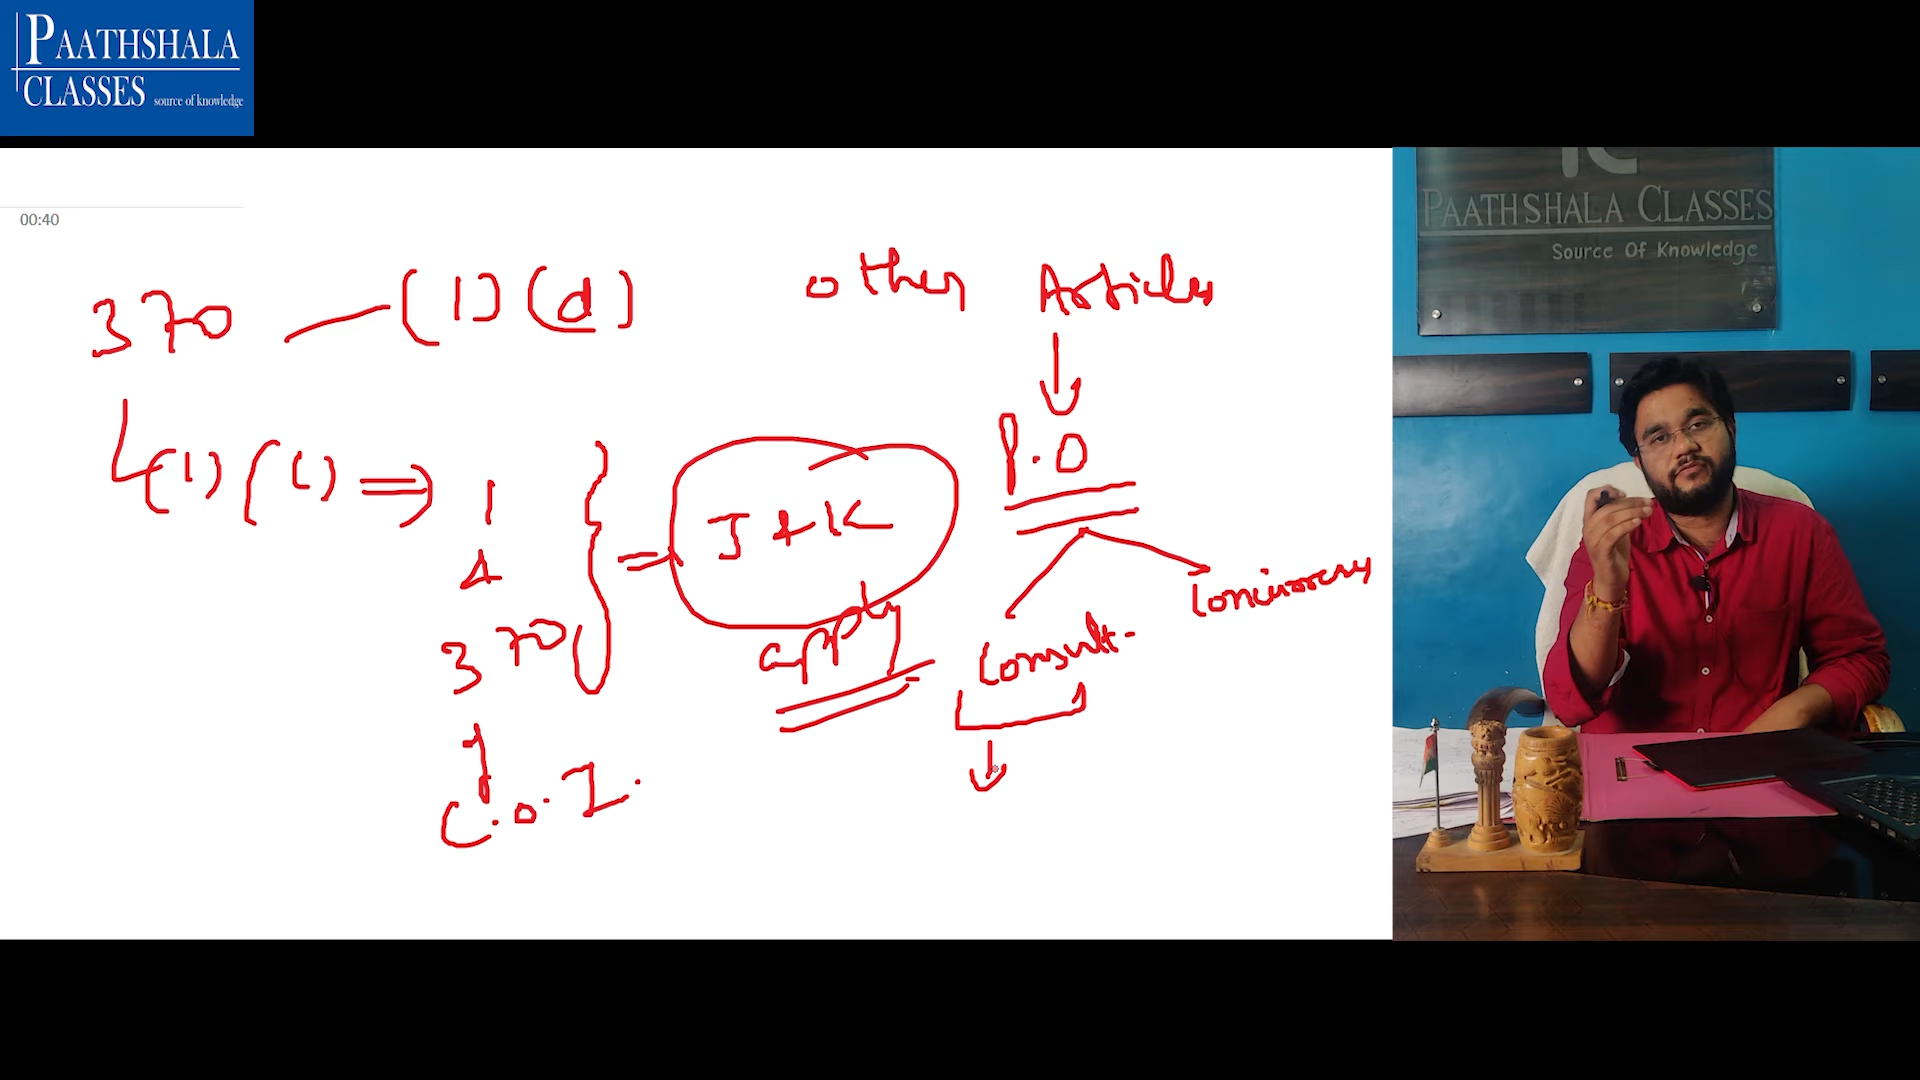 PAATHSHALA
CLASSES source of knowledge
00:40
370 — (1) (d) other Articles
P.O
(1) (c) ⇒ 1
4
370
= J & K
apply
Consult.
Concurrency
C.O.I.
PAATHSHALA CLASSES
Source Of Knowledge